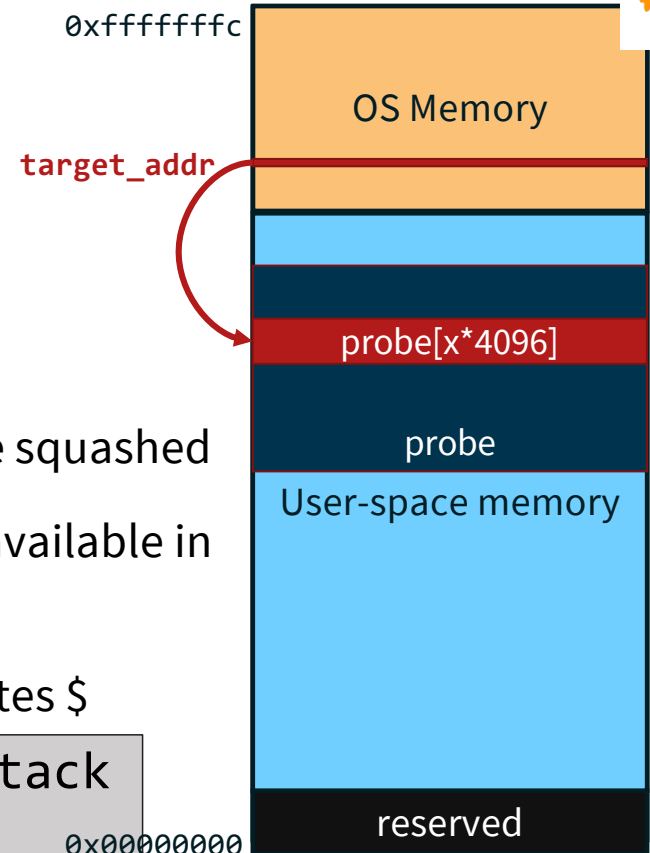 0xfffffffc
OS Memory
target_addr
probe[x*4096]
e squashed
probe
User-space memory
vailable in
tes $
tack
reserved
0x00000000